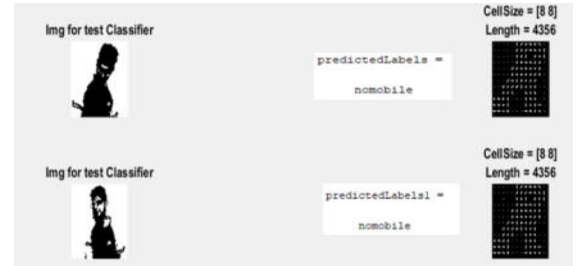 Img for test Classifier
predictedLabels =
nomobile
CellSize = [8 8]
Length = 4356
Img for test Classifier
predictedLabels1 =
nomobile
CellSize = [8 8]
Length = 4356